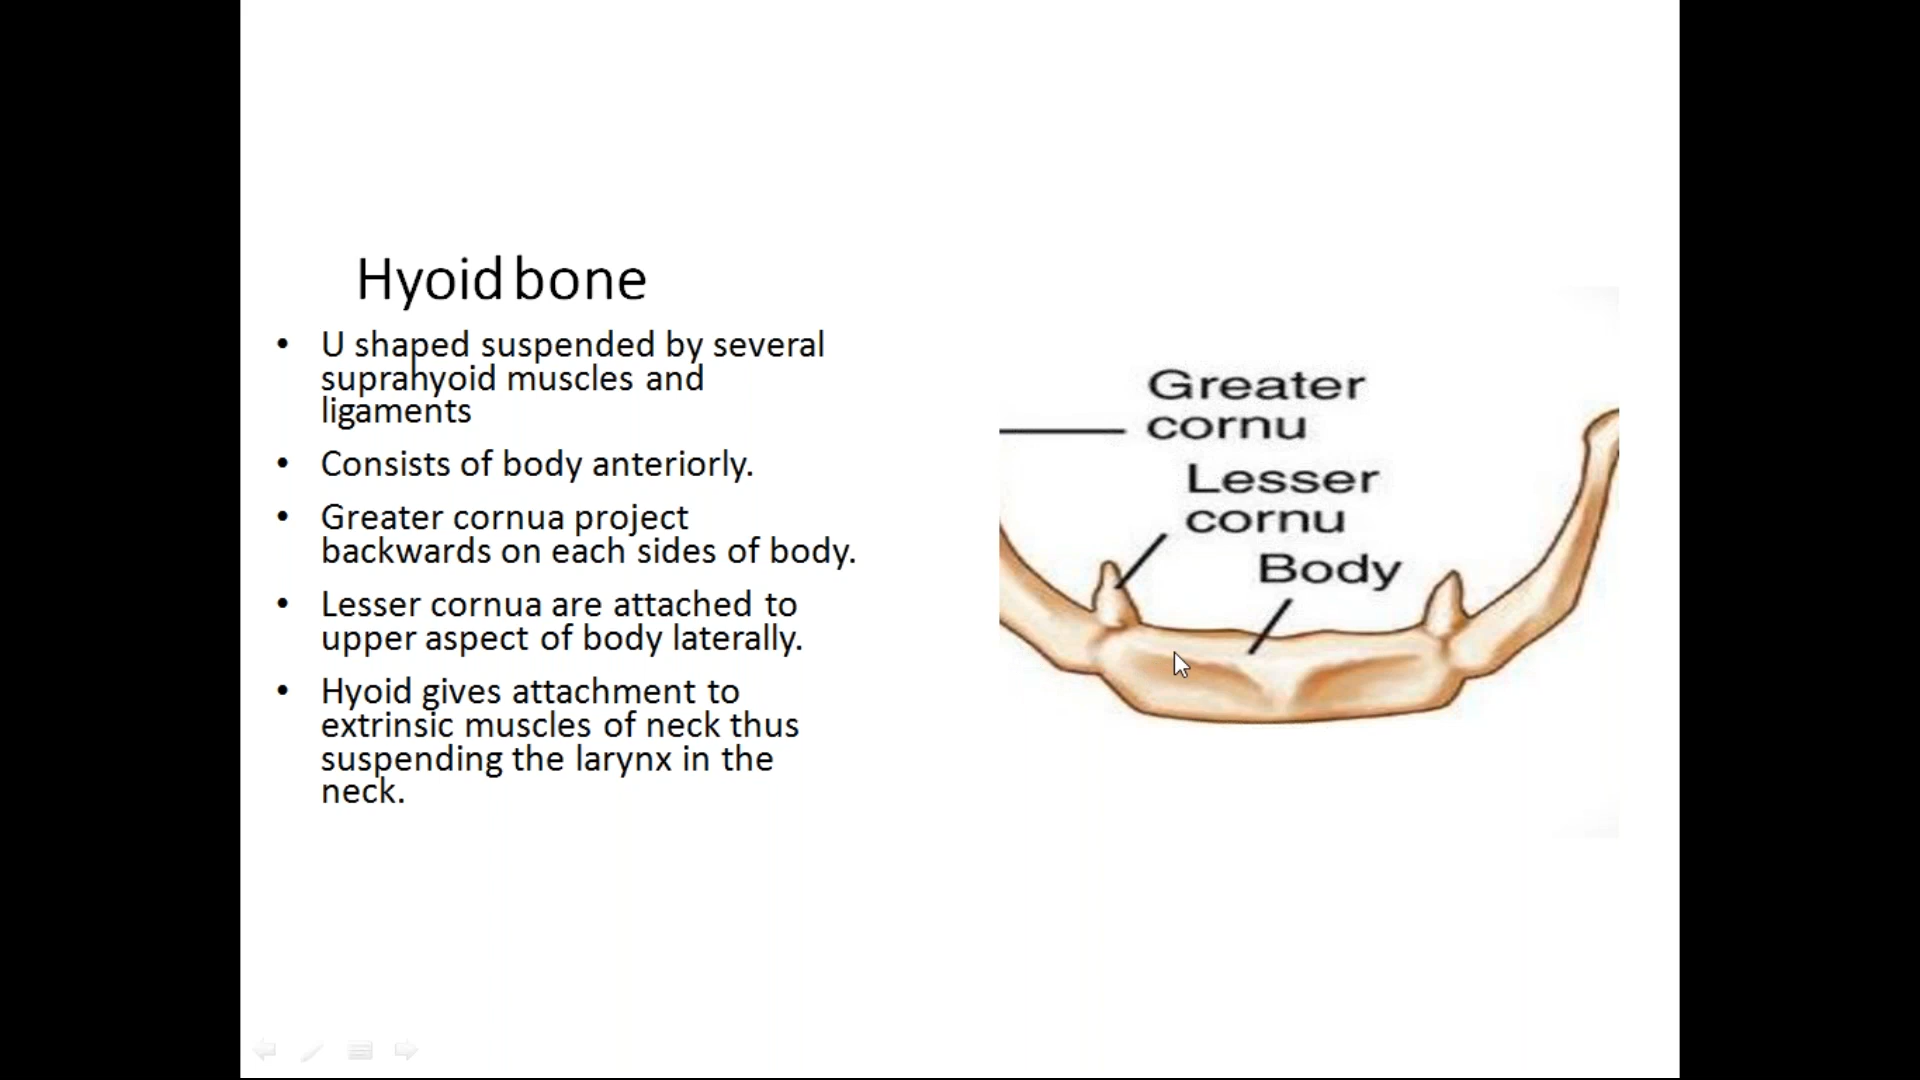 Hyoid bone
• U shaped suspended by several
suprahyoid muscles and
ligaments
• Consists of body anteriorly.
• Greater cornua project
backwards on each sides of body.
• Lesser cornua are attached to
upper aspect of body laterally.
• Hyoid gives attachment to
extrinsic muscles of neck thus
suspending the larynx in the
neck.
Greater
cornu
Lesser
cornu
Body